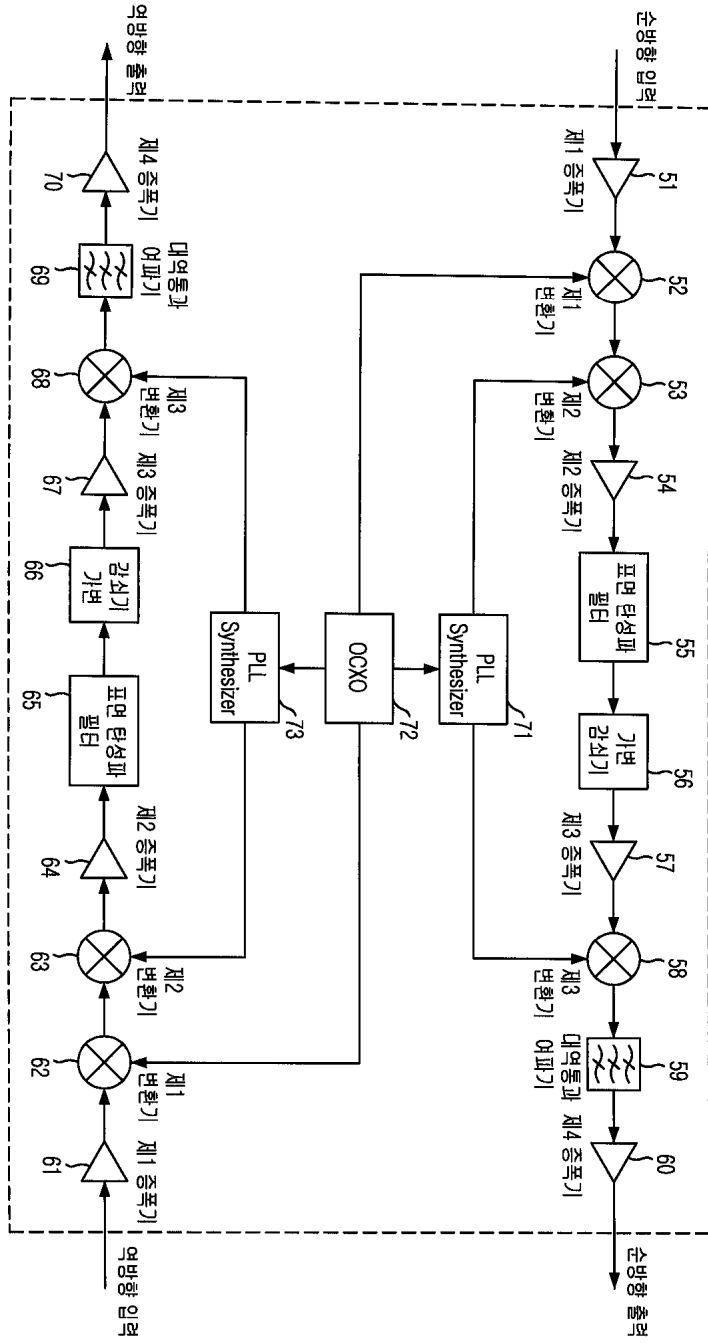 순방향 입력
51
제1 증폭기
52
제1
변환기
53
제2
변환기
54
제2 증폭기
표면 탄성파
필터
55
가변
감쇠기
56
57
제3 증폭기
58
제3
변환기
59
대역통과
여파기
60
제4 증폭기
순방향 출력
PLL
Synthesizer
71
OCXO
72
PLL
Synthesizer
73
역방향 출력
제4 증폭기
70
대역통과
여파기
69
제3
변환기
68
제3 증폭기
67
감쇠기
가변
66
표면 탄성파
필터
65
제2 증폭기
64
제2
변환기
63
제1
변환기
62
제1 증폭기
61
역방향 입력